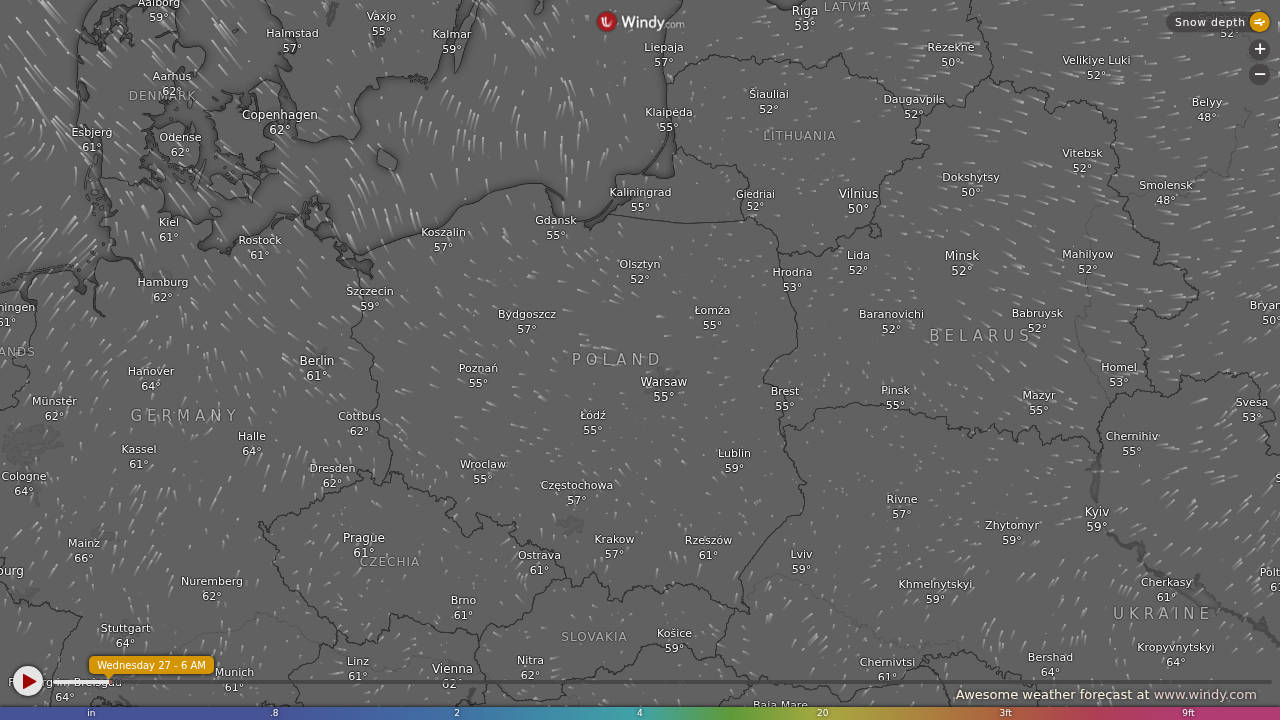 Aalborg
59°
Halmstad
57°
Vaxjo
55°
Kalmar
59°
Windy.com
Liepaja
57°
Riga
53°
LATVIA
Rēzekne
50°
Velikiye Luki
52°
Snow depth
52°
+
−
Aarhus
62°
DENMARK
Copenhagen
62°
Esbjerg
61°
Odense
62°
Klaipėda
55°
Šiauliai
52°
LITHUANIA
Daugavpils
52°
Belyy
48°
Vitebsk
52°
Dokshytsy
50°
Smolensk
48°
Kaliningrad
55°
Giedriai
52°
Vilnius
50°
Kiel
61°
Rostock
61°
Koszalin
57°
Gdansk
55°
Olsztyn
52°
Hrodna
53°
Lida
52°
Minsk
52°
Mahilyow
52°
Hamburg
62°
Szczecin
59°
Bydgoszcz
57°
Łomża
55°
Baranovichi
52°
BELARUS
Babruysk
52°
Hanover
64°
Berlin
61°
Poznań
55°
POLAND
Warsaw
55°
Brest
55°
Pinsk
55°
Mazyr
55°
Homel
53°
Svesa
53°
Münster
62°
GERMANY
Cottbus
62°
Łódź
55°
Kassel
61°
Halle
64°
Dresden
62°
Wroclaw
55°
Częstochowa
57°
Lublin
59°
Chernihiv
55°
Cologne
64°
Rivne
57°
Zhytomyr
59°
Kyiv
59°
Mainz
66°
Prague
61°
CZECHIA
Ostrava
61°
Krakow
57°
Rzeszów
61°
Lviv
59°
Khmelnytskyi
59°
Cherkasy
61°
UKRAINE
Nuremberg
62°
Brno
61°
Stuttgart
64°
SLOVAKIA
Košice
59°
Kropyvnytskyi
64°
Wednesday 27 - 6 AM
Munich
61°
Linz
61°
Vienna
62°
Nitra
62°
Chernivtsi
61°
Bershad
64°
64°
Baia Mare
Awesome weather forecast at www.windy.com
in .8 2 4 20 3ft 9ft